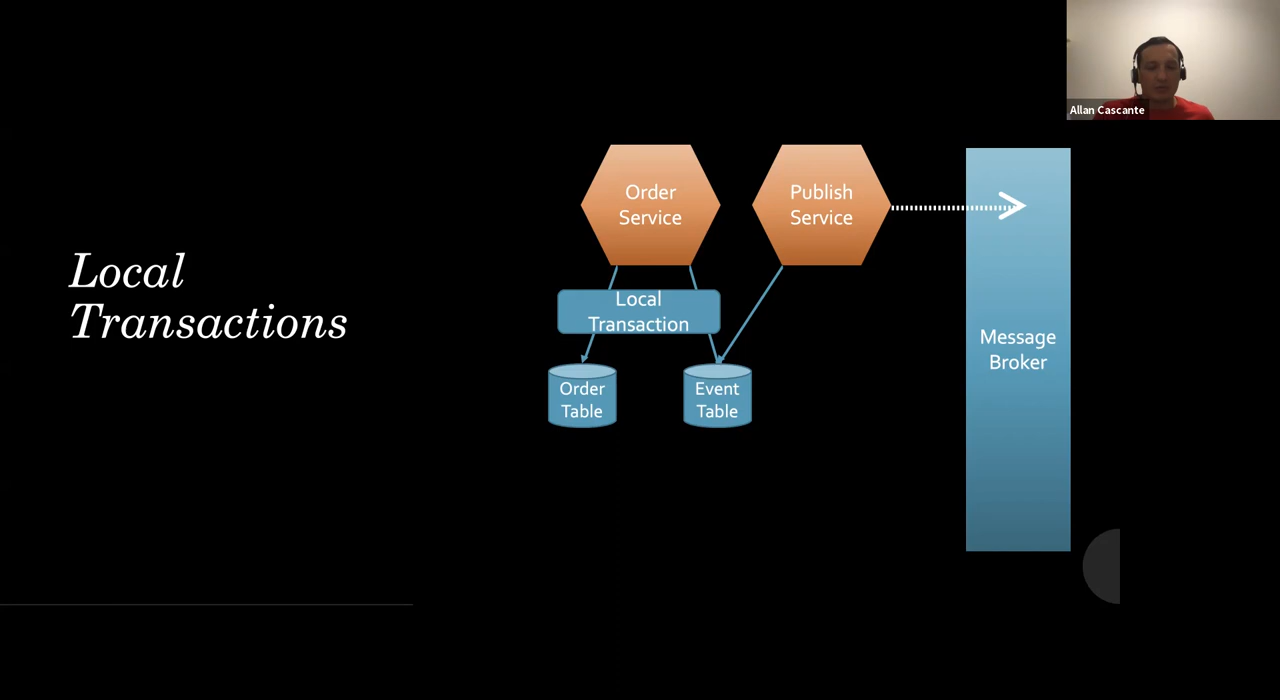 Allan Cascante
Local
Transactions
Order
Service
Publish
Service
Local
Transaction
Order
Table
Event
Table
Message
Broker